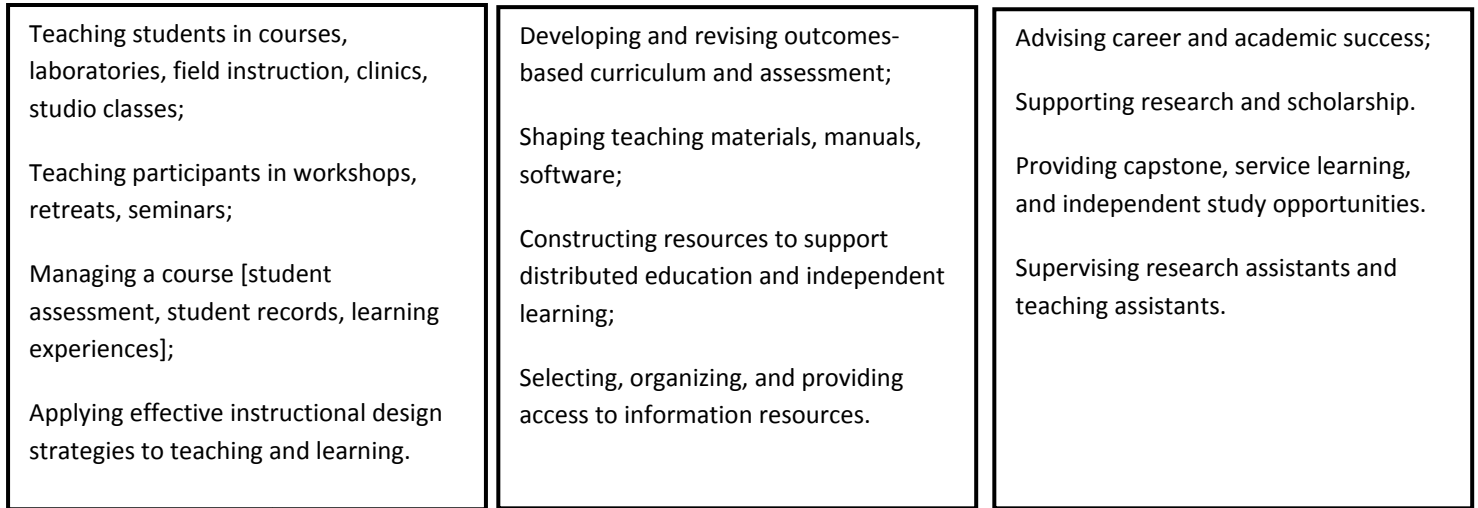 Teaching students in courses,
laboratories, field instruction, clinics,
studio classes;
Teaching participants in workshops,
retreats, seminars;
Managing a course [student
assessment, student records, learning
experiences];
Applying effective instructional design
strategies to teaching and learning.
Developing and revising outcomes-
based curriculum and assessment;
Shaping teaching materials, manuals,
software;
Constructing resources to support
distributed education and independent
learning;
Selecting, organizing, and providing
access to information resources.
Advising career and academic success;
Supporting research and scholarship.
Providing capstone, service learning,
and independent study opportunities.
Supervising research assistants and
teaching assistants.